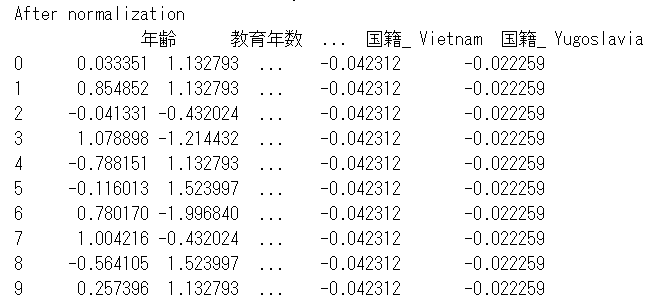 After normalization
年齢 教育年数 ... 国籍_ Vietnam 国籍_ Yugoslavia
0 0.033351 1.132793 ... -0.042312 -0.022259
1 0.854852 1.132793 ... -0.042312 -0.022259
2 -0.041331 -0.432024 ... -0.042312 -0.022259
3 1.078898 -1.214432 ... -0.042312 -0.022259
4 -0.788151 1.132793 ... -0.042312 -0.022259
5 -0.116013 1.523997 ... -0.042312 -0.022259
6 0.780170 -1.996840 ... -0.042312 -0.022259
7 1.004216 -0.432024 ... -0.042312 -0.022259
8 -0.564105 1.523997 ... -0.042312 -0.022259
9 0.257396 1.132793 ... -0.042312 -0.022259